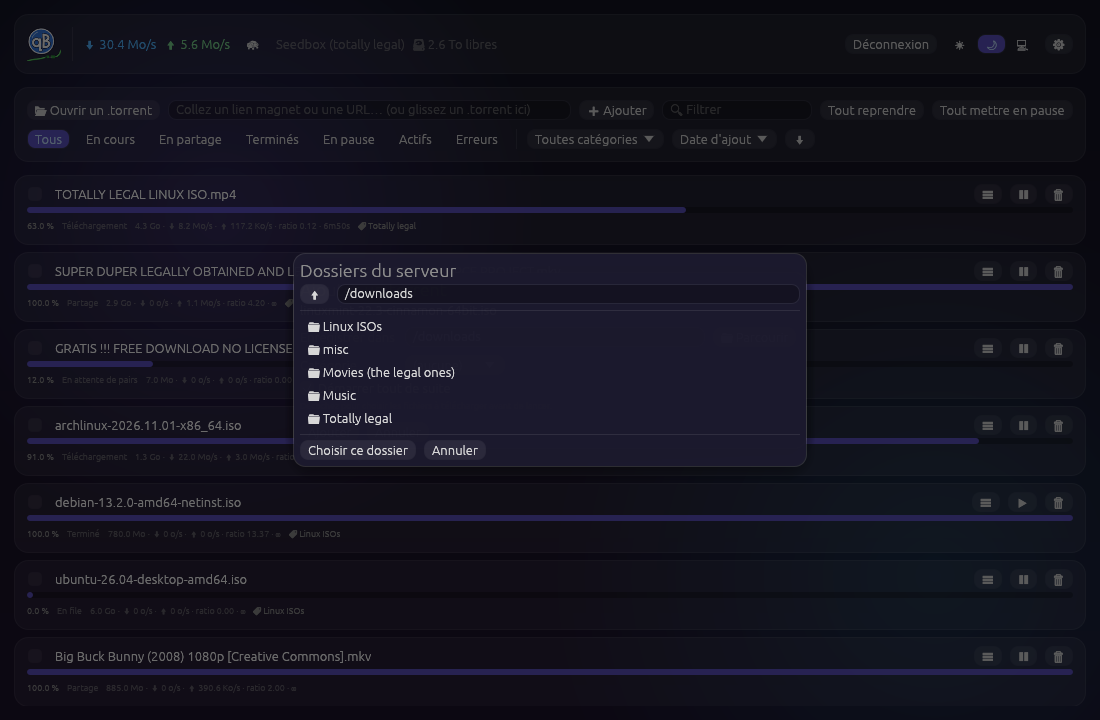 qB 30.4 Mo/s 5.6 Mo/s Seedbox (totally legal) 2.6 To libres Déconnexion
Ouvrir un .torrent Collez un lien magnet ou une URL... (ou glissez un .torrent ici) + Ajouter Filtrer Tout reprendre Tout mettre en pause
Tous En cours En partage Terminés En pause Actifs Erreurs Toutes catégories Date d'ajout
TOTALLY LEGAL LINUX ISO.mp4
63.0 % Téléchargement 4.3 Go · 8.2 Mo/s · 117.2 Ko/s · ratio 0.12 · 6m50s Totally legal
SUPER DUPER LEGALLY OBTAINED AND L
100.0 % Partage 2.9 Go · 0 o/s · 1.1 Mo/s · ratio 4.20 · ∞
GRATIS !!! FREE DOWNLOAD NO LICENSE
12.0 % En attente de pairs 7.0 Mo · 0 o/s · 0 o/s · ratio 0.00
archlinux-2026.11.01-x86_64.iso
91.0 % Téléchargement 1.3 Go · 22.0 Mo/s · 3.0 Mo/s · ratio
debian-13.2.0-amd64-netinst.iso
100.0 % Terminé 780.0 Mo · 0 o/s · 0 o/s · ratio 13.37 · ∞ Linux ISOs
ubuntu-26.04-desktop-amd64.iso
0.0 % En file 6.0 Go · 0 o/s · 0 o/s · ratio 0.00 · ∞ Linux ISOs
Big Buck Bunny (2008) 1080p [Creative Commons].mkv
100.0 % Partage 885.0 Mo · 0 o/s · 390.6 Ko/s · ratio 2.00 · ∞
Dossiers du serveur
/downloads
Linux ISOs
misc
Movies (the legal ones)
Music
Totally legal
Choisir ce dossier Annuler